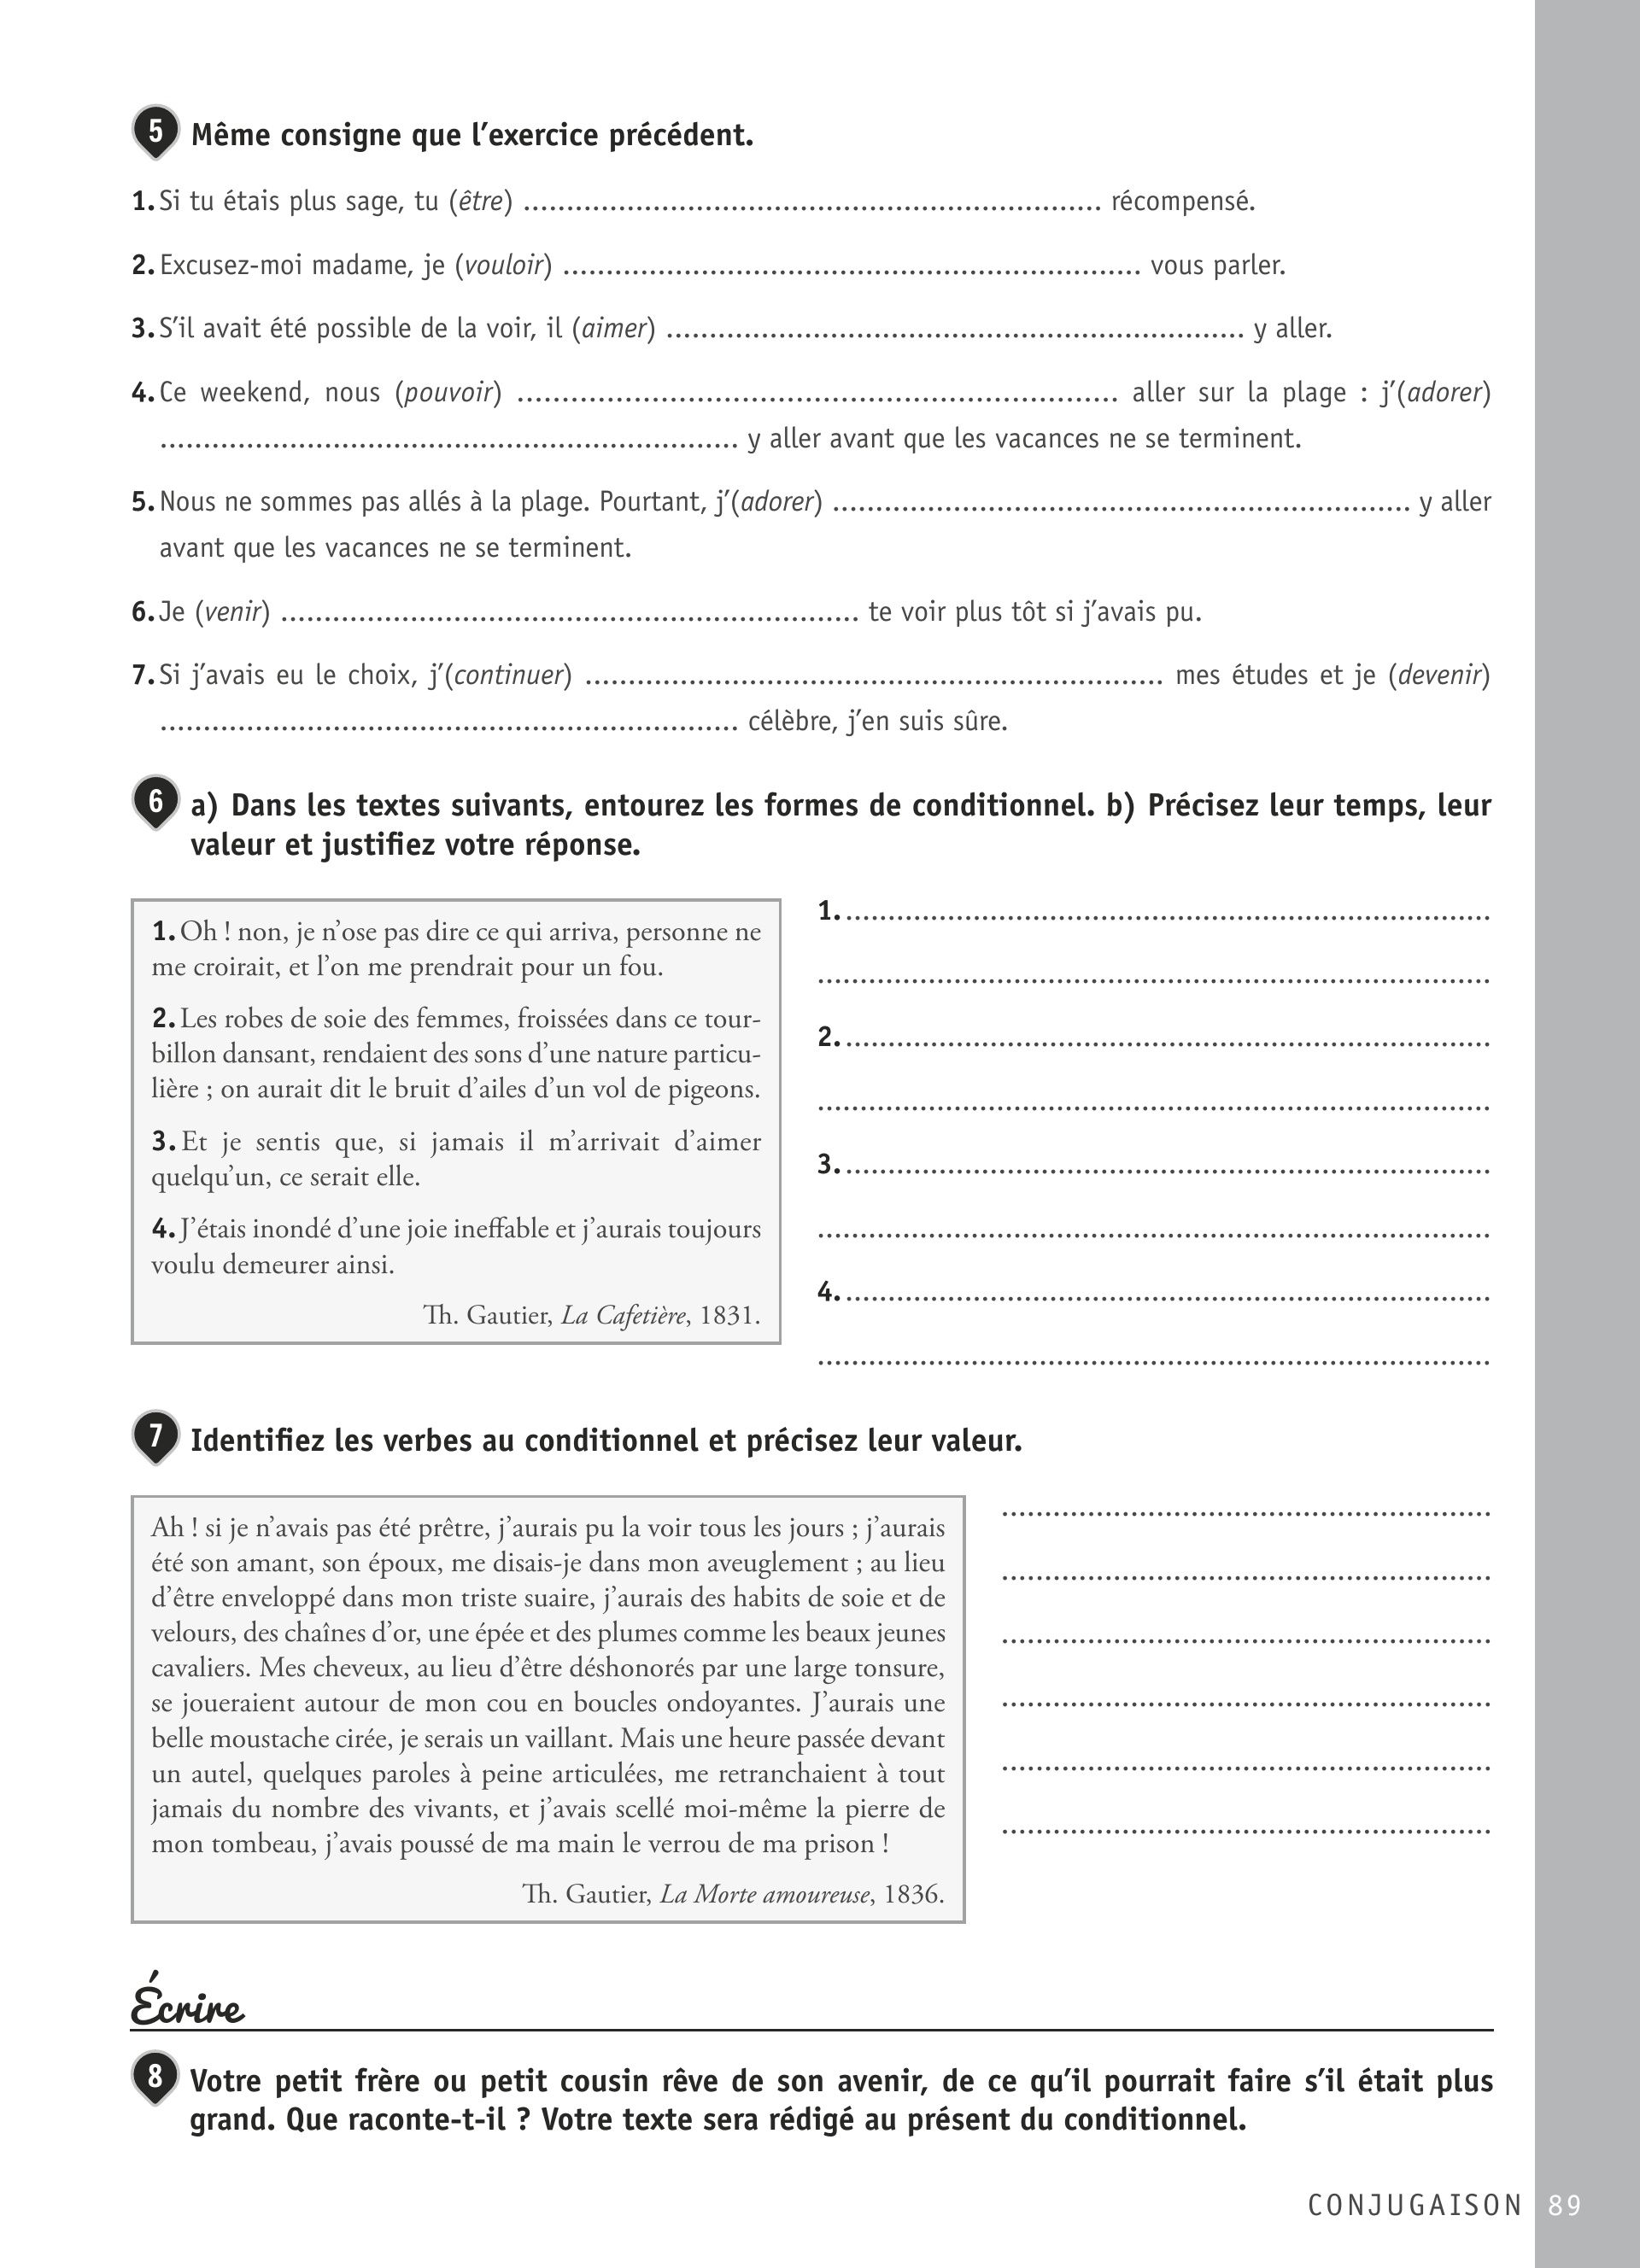 5 Même consigne que l’exercice précédent.
1. Si tu étais plus sage, tu (être) .................................................................. récompensé.
2. Excusez-moi madame, je (vouloir) .................................................................. vous parler.
3. S’il avait été possible de la voir, il (aimer) .................................................................. y aller.
4. Ce weekend, nous (pouvoir) .................................................................. aller sur la plage : j’(adorer)
.................................................................. y aller avant que les vacances ne se terminent.
5. Nous ne sommes pas allés à la plage. Pourtant, j’(adorer) .................................................................. y aller
avant que les vacances ne se terminent.
6. Je (venir) .................................................................. te voir plus tôt si j’avais pu.
7. Si j’avais eu le choix, j’(continuer) .................................................................. mes études et je (devenir)
.................................................................. célèbre, j’en suis sûre.
6 a) Dans les textes suivants, entourez les formes de conditionnel. b) Précisez leur temps, leur
valeur et justifiez votre réponse.
1. Oh ! non, je n’ose pas dire ce qui arriva, personne ne
me croirait, et l’on me prendrait pour un fou.
2. Les robes de soie des femmes, froissées dans ce tour-
billon dansant, rendaient des sons d’une nature particu-
lière ; on aurait dit le bruit d’ailes d’un vol de pigeons.
3. Et je sentis que, si jamais il m’arrivait d’aimer
quelqu’un, ce serait elle.
4. J’étais inondé d’une joie ineffable et j’aurais toujours
voulu demeurer ainsi.
Th. Gautier, La Cafetière, 1831.
1. ..........................................................................
..........................................................................
2. ..........................................................................
..........................................................................
3. ..........................................................................
..........................................................................
4. ..........................................................................
..........................................................................
7 Identifiez les verbes au conditionnel et précisez leur valeur.
Ah ! si je n’avais pas été prêtre, j’aurais pu la voir tous les jours ; j’aurais
été son amant, son époux, me disais-je dans mon aveuglement ; au lieu
d’être enveloppé dans mon triste suaire, j’aurais des habits de soie et de
velours, des chaînes d’or, une épée et des plumes comme les beaux jeunes
cavaliers. Mes cheveux, au lieu d’être déshonorés par une large tonsure,
se joueraient autour de mon cou en boucles ondoyantes. J’aurais une
belle moustache cirée, je serais un vaillant. Mais une heure passée devant
un autel, quelques paroles à peine articulées, me retranchaient à tout
jamais du nombre des vivants, et j’avais scellé moi-même la pierre de
mon tombeau, j’avais poussé de ma main le verrou de ma prison !
Th. Gautier, La Morte amoureuse, 1836.
........................................................
........................................................
........................................................
........................................................
........................................................
........................................................
Écrire
8 Votre petit frère ou petit cousin rêve de son avenir, de ce qu’il pourrait faire s’il était plus
grand. Que raconte-t-il ? Votre texte sera rédigé au présent du conditionnel.
CONJUGAISON 89